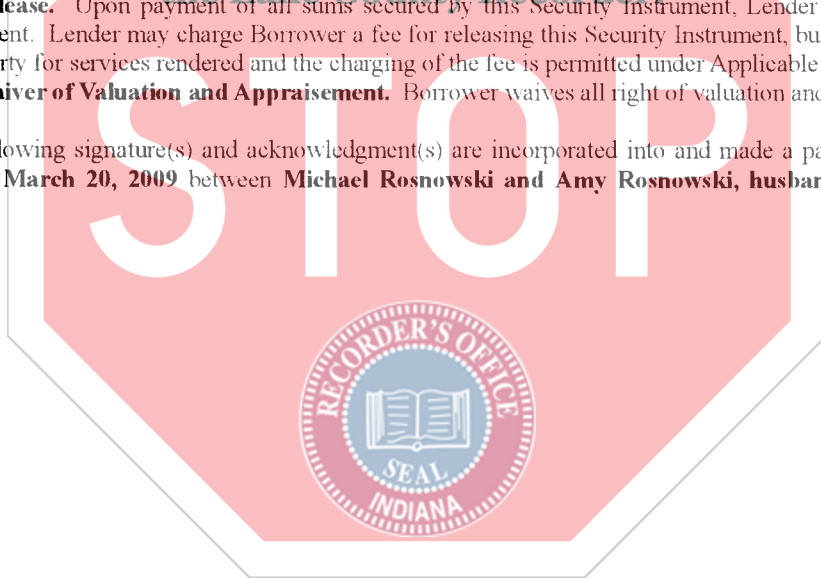 lease. Upon payment of all sums secured by this Security Instrument, Lender
ent. Lender may charge Borrower a fee for releasing this Security Instrument, bu
rty for services rendered and the charging of the fee is permitted under Applicable
aiver of Valuation and Appraisement. Borrower waives all right of valuation and
lowing signature(s) and acknowledgment(s) are incorporated into and made a pa
March 20, 2009 between Michael Rosnowski and Amy Rosnowski, husban
STOP
RECORDER'S OFFICE
SEAL
INDIANA